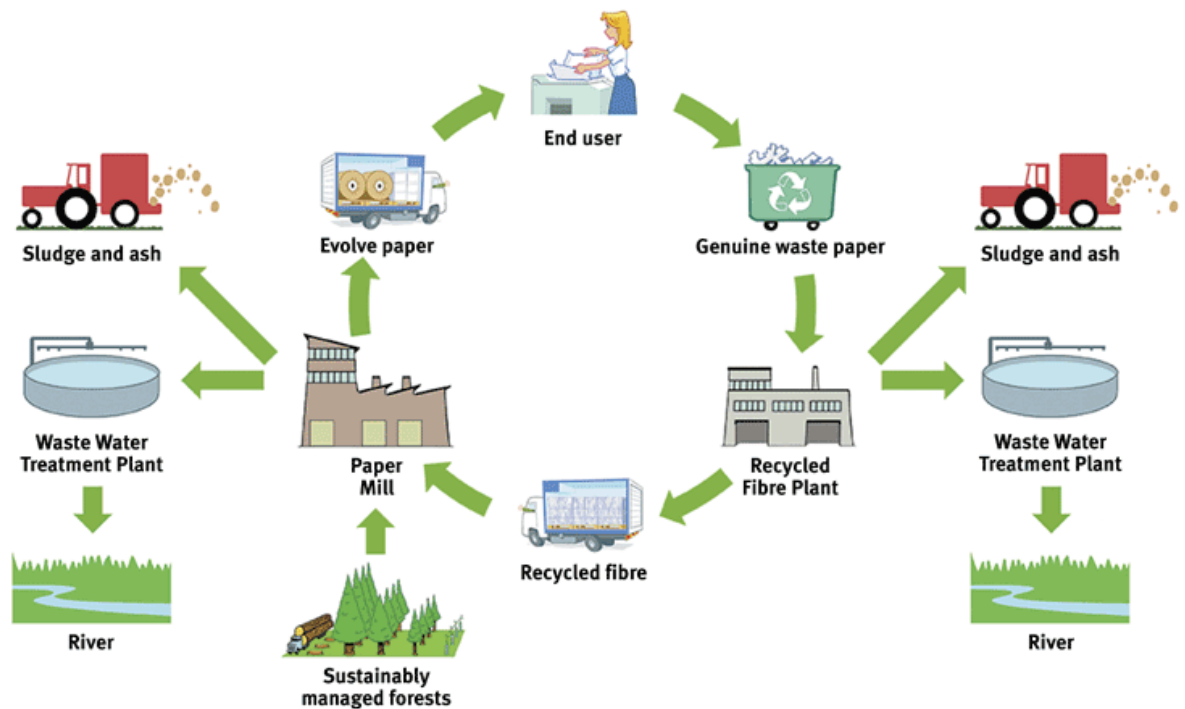 End user
Evolve paper
Genuine waste paper
Sludge and ash
Sludge and ash
Waste Water
Treatment Plant
Paper
Mill
Recycled
Fibre Plant
Waste Water
Treatment Plant
Recycled fibre
River
River
Sustainably
managed forests